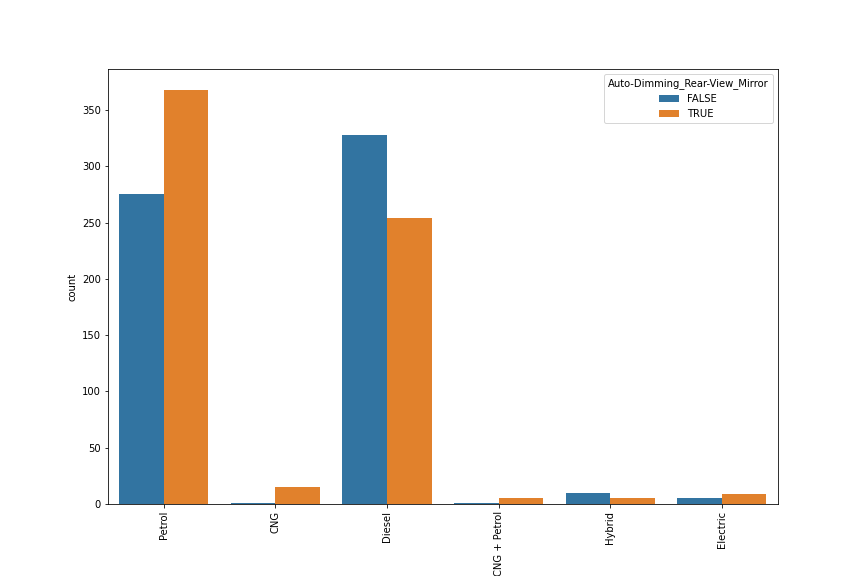 Auto-Dimming_Rear-View_Mirror
FALSE
TRUE
count
350
300
250
200
150
100
50
0
Petrol
CNG
Diesel
CNG + Petrol
Hybrid
Electric